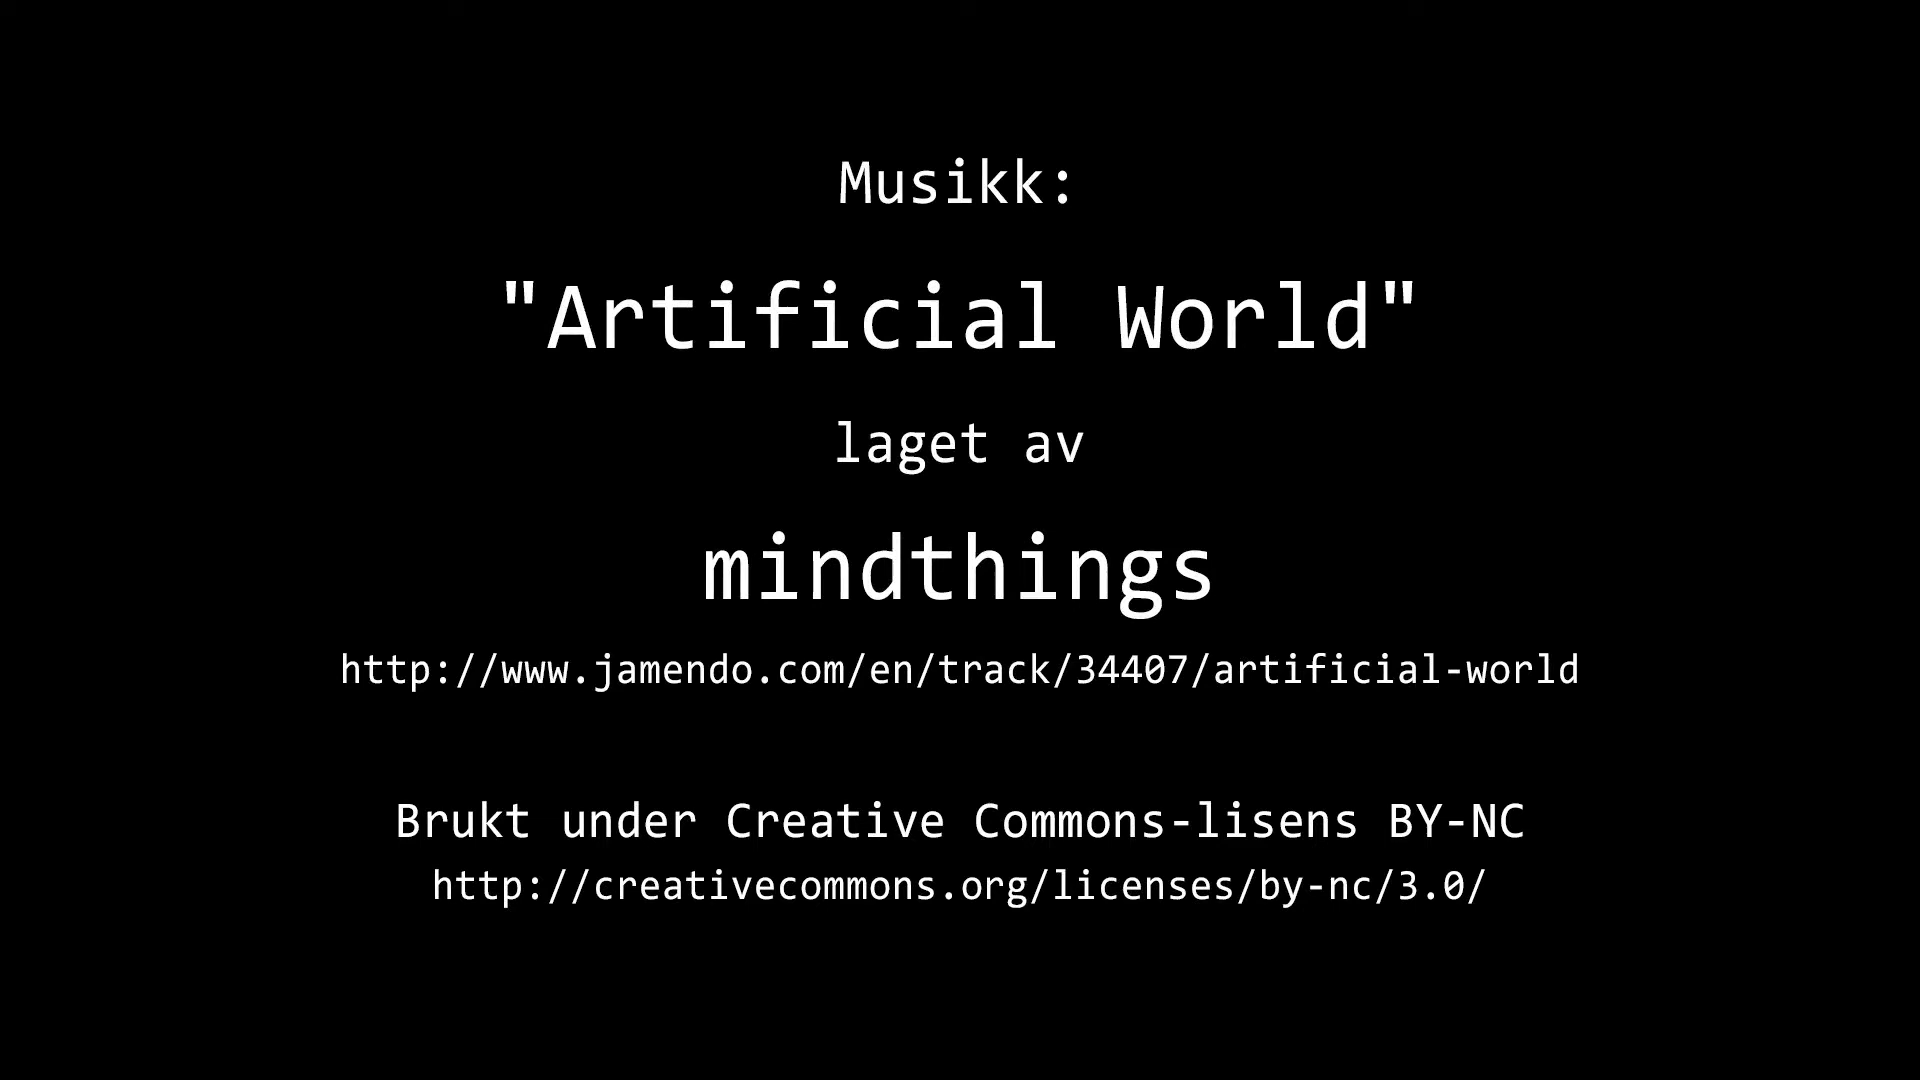 Musikk:
"Artificial World"
laget av
mindthings
http://www.jamendo.com/en/track/34407/artificial-world
Brukt under Creative Commons-lisens BY-NC
http://creativecommons.org/licenses/by-nc/3.0/